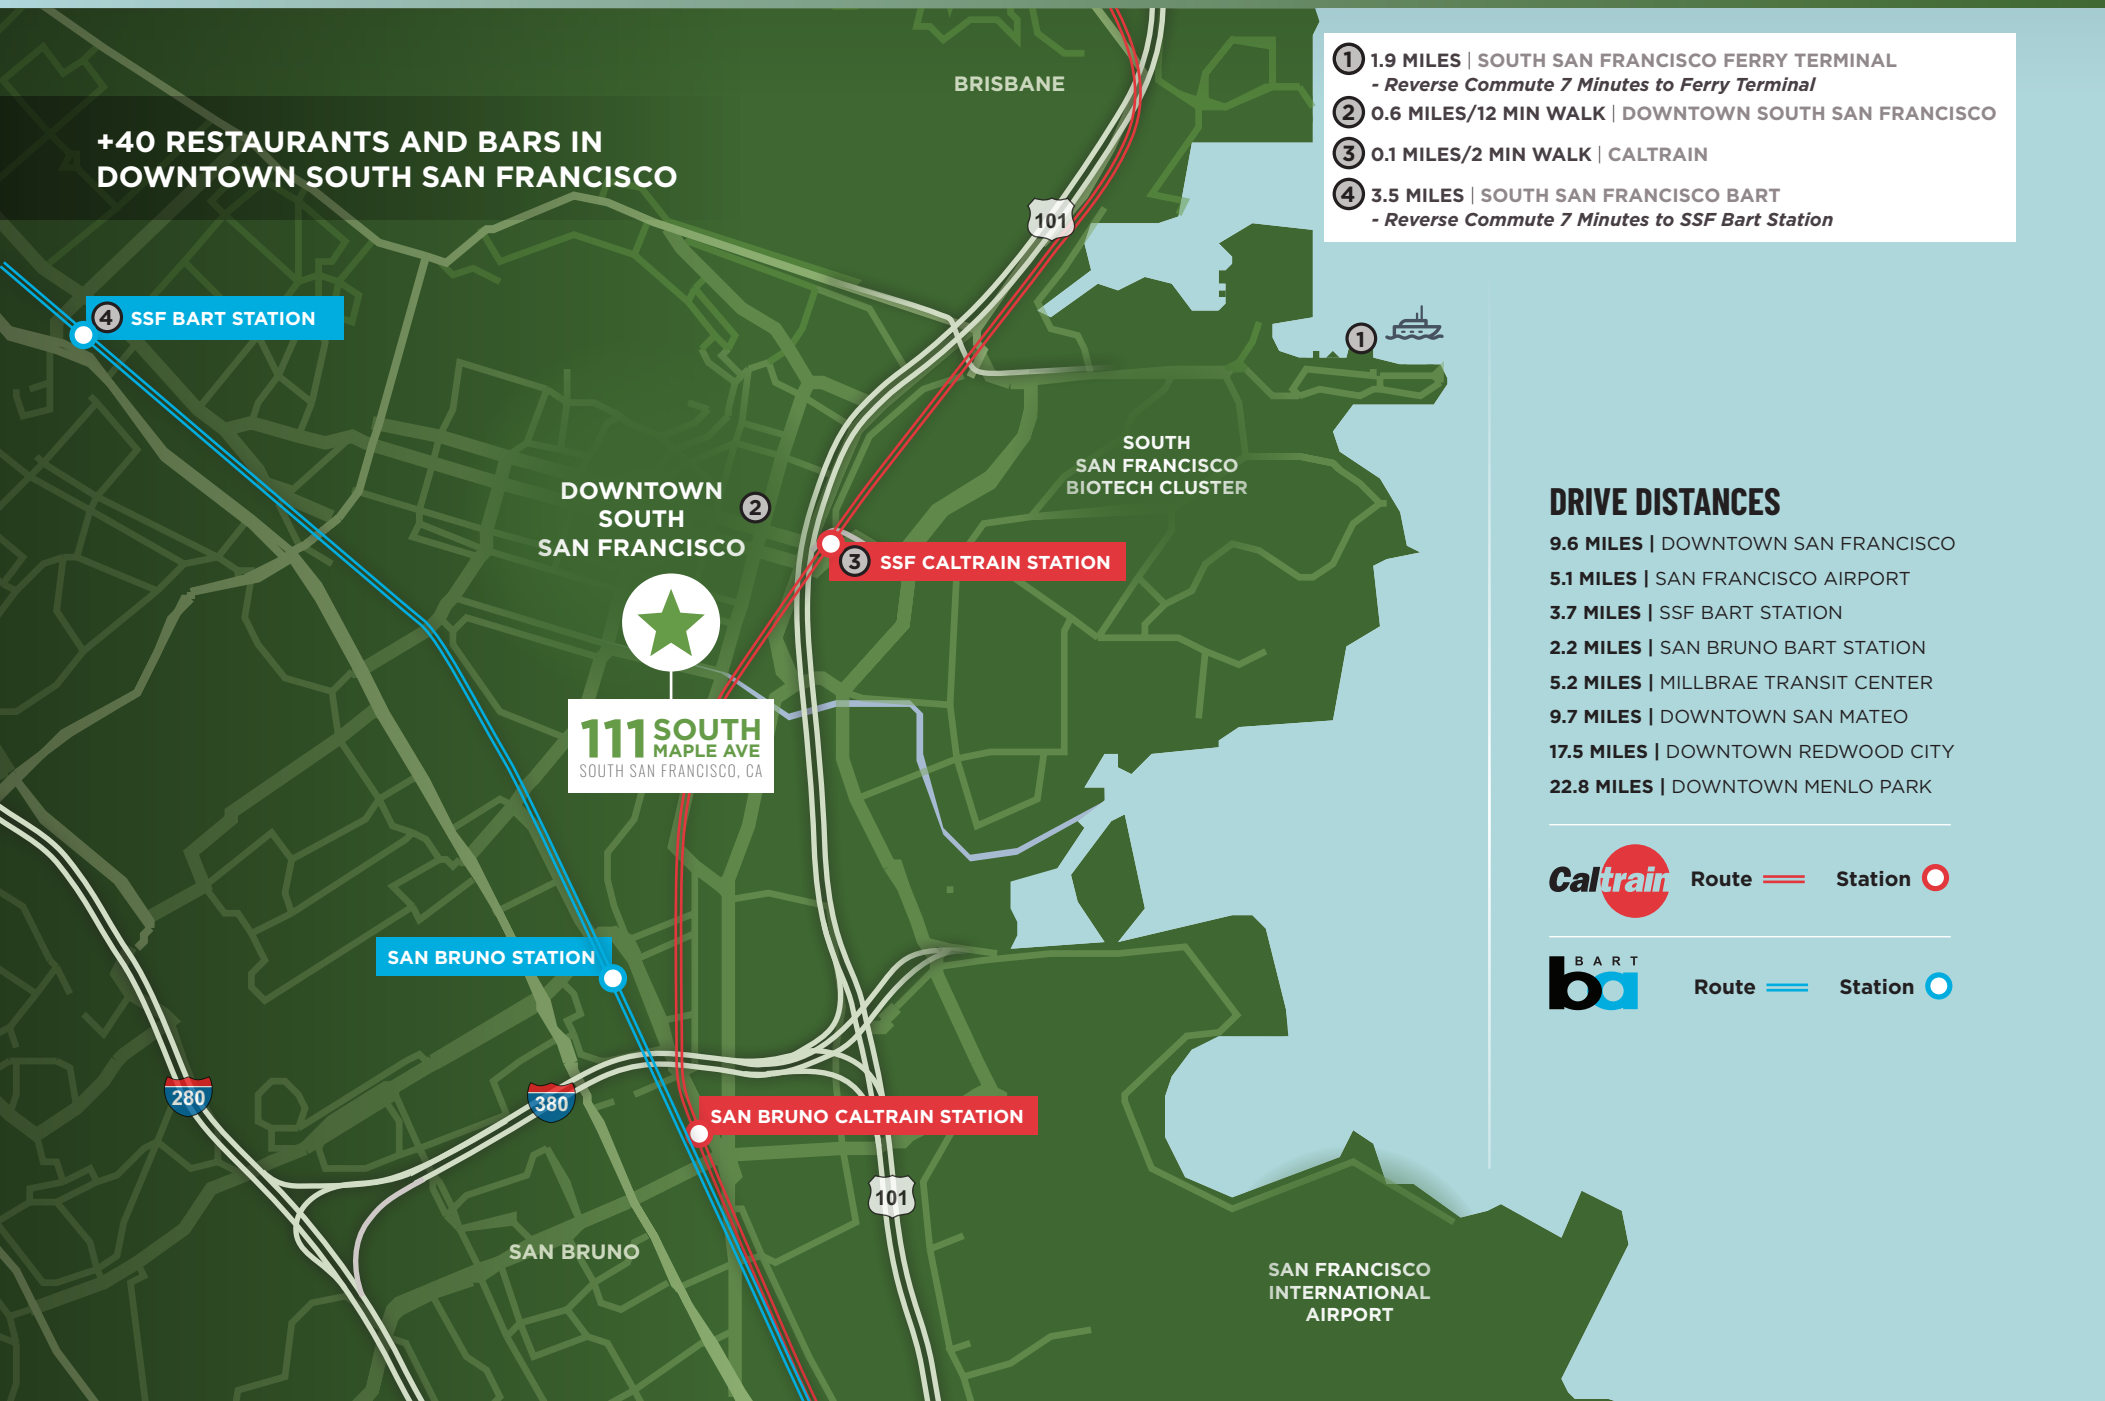 BRISBANE
1 1.9 MILES | SOUTH SAN FRANCISCO FERRY TERMINAL
- Reverse Commute 7 Minutes to Ferry Terminal
2 0.6 MILES/12 MIN WALK | DOWNTOWN SOUTH SAN FRANCISCO
3 0.1 MILES/2 MIN WALK | CALTRAIN
4 3.5 MILES | SOUTH SAN FRANCISCO BART
- Reverse Commute 7 Minutes to SSF Bart Station
+40 RESTAURANTS AND BARS IN
DOWNTOWN SOUTH SAN FRANCISCO
101
4 SSF BART STATION
1
SOUTH
SAN FRANCISCO
BIOTECH CLUSTER
DOWNTOWN
SOUTH
SAN FRANCISCO
2
3 SSF CALTRAIN STATION
111 SOUTH
MAPLE AVE
SOUTH SAN FRANCISCO, CA
DRIVE DISTANCES
9.6 MILES | DOWNTOWN SAN FRANCISCO
5.1 MILES | SAN FRANCISCO AIRPORT
3.7 MILES | SSF BART STATION
2.2 MILES | SAN BRUNO BART STATION
5.2 MILES | MILLBRAE TRANSIT CENTER
9.7 MILES | DOWNTOWN SAN MATEO
17.5 MILES | DOWNTOWN REDWOOD CITY
22.8 MILES | DOWNTOWN MENLO PARK
Caltrain Route Station
BART
ba Route Station
SAN BRUNO STATION
280
380
SAN BRUNO CALTRAIN STATION
101
SAN BRUNO
SAN FRANCISCO
INTERNATIONAL
AIRPORT